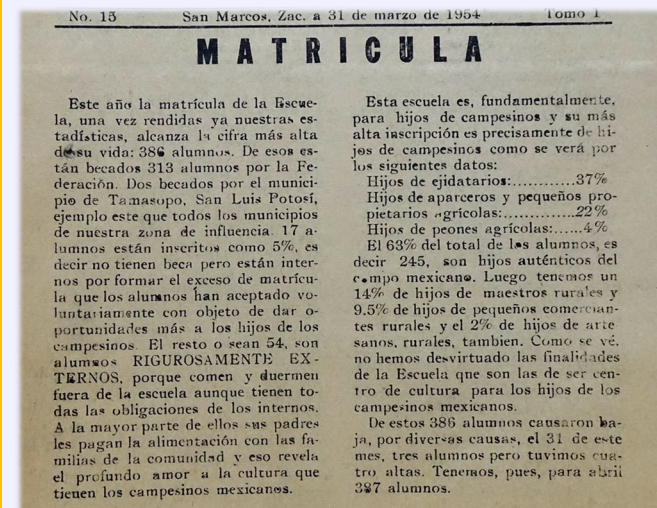 No. 15 San Marcos, Zac. a 31 de marzo de 1954 Tomo 1
MATRICULA
Este año la matrícula de la Escue-
la, una vez rendidas ya nuestras es-
tadísticas, alcanza la cifra más alta
de su vida: 386 alumnos. De esos es-
tán becados 313 alumnos por la Fe-
deración. Dos becados por el munici-
pio de Tamasopo, San Luis Potosí,
ejemplo este que todos los municipios
de nuestra zona de influencia. 17 a-
lumnos están inscritos como 5%, es
decir no tienen beca pero están inter-
nos por formar el exceso de matrícu-
la que los alumnos han aceptado vo-
luntariamente con objeto de dar o-
portunidades más a los hijos de los
campesinos. El resto o sean 54, son
alumnos RIGUROSAMENTE EX-
TERNOS, porque comen y duermen
fuera de la escuela aunque tienen to-
das las obligaciones de los internos.
A la mayor parte de ellos sus padres
les pagan la alimentación con las fa-
milias de la comunidad y eso revela
el profundo amor a la cultura que
tienen los campesinos mexicanos.
Esta escuela es, fundamentalmente,
para hijos de campesinos y su más
alta inscripción es precisamente de hi-
jos de campesinos como se verá por
los siguientes datos:
Hijos de ejidatarios:............37%
Hijos de aparceros y pequeños pro-
pietarios agrícolas:.............22%
Hijos de peones agrícolas:......4%
El 63% del total de los alumnos, es
decir 245, son hijos auténticos del
campo mexicano. Luego tenemos un
14% de hijos de maestros rurales y
9.5% de hijos de pequeños comercian-
tes rurales y el 2% de hijos de arte
sanos, rurales, tambien. Como se vé,
no hemos desvirtuado las finalidades
de la Escuela qne son las de ser cen-
tro de cultura para los hijos de los
campesinos mexicanos.
De estos 386 alumnos causaron ba-
ja, por diversas causas, el 31 de este
mes, tres alumnos pero tuvimos cua-
tro altas. Tenemos, pues, para abril
387 alumnos.